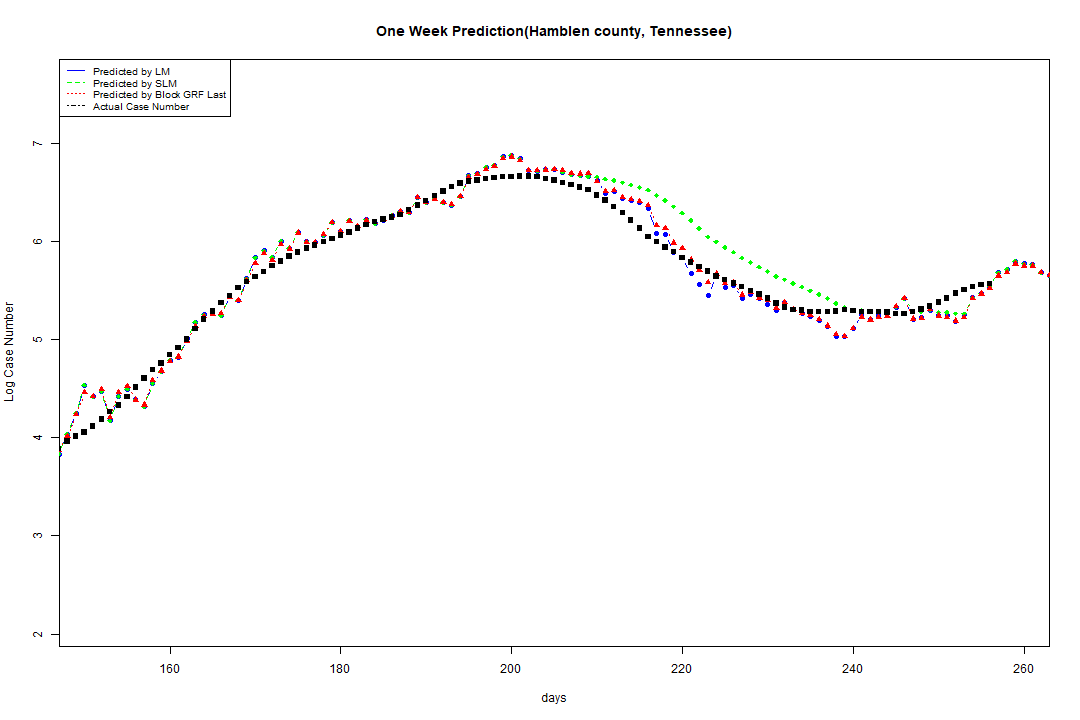 One Week Prediction(Hamblen county, Tennessee)
Predicted by LM
Predicted by SLM
Predicted by Block GRF Last
Actual Case Number
7
6
5
4
3
2
Log Case Number
160 180 200 220 240 260
days